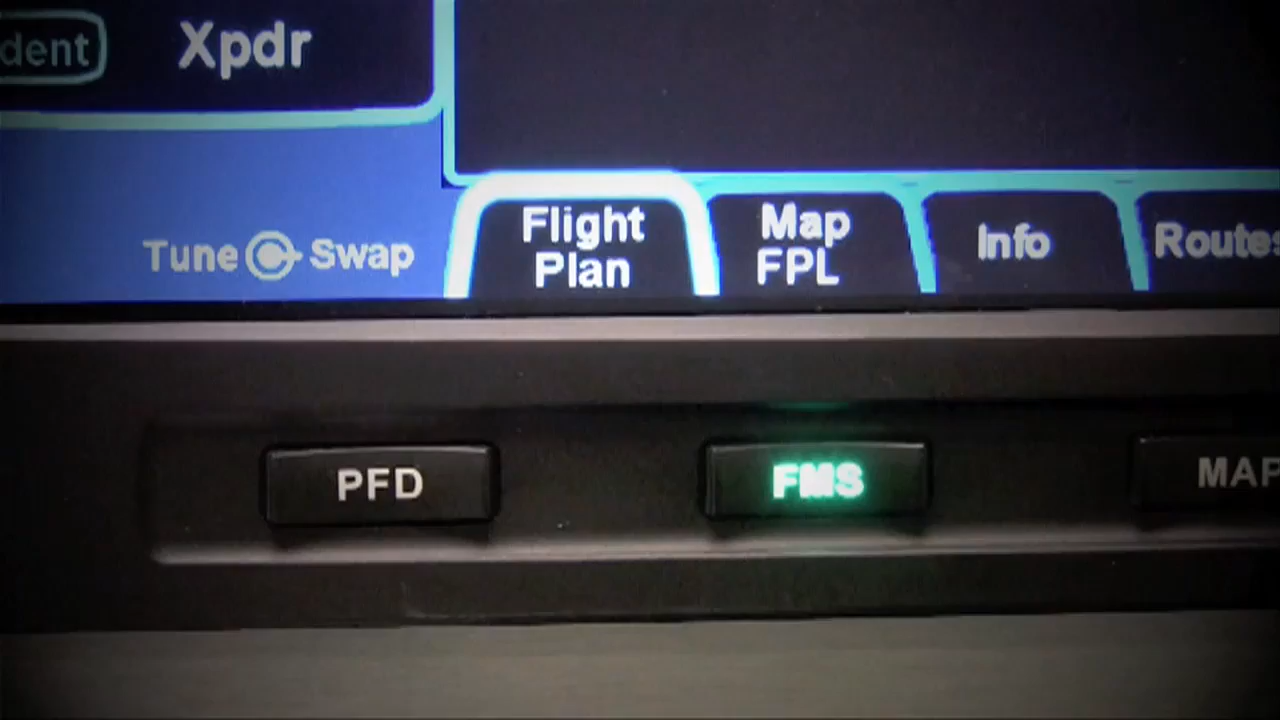 dent
Xpdr
Tune Swap
Flight
Plan
Map
FPL
Info
Routes
PFD
FMS
MAP